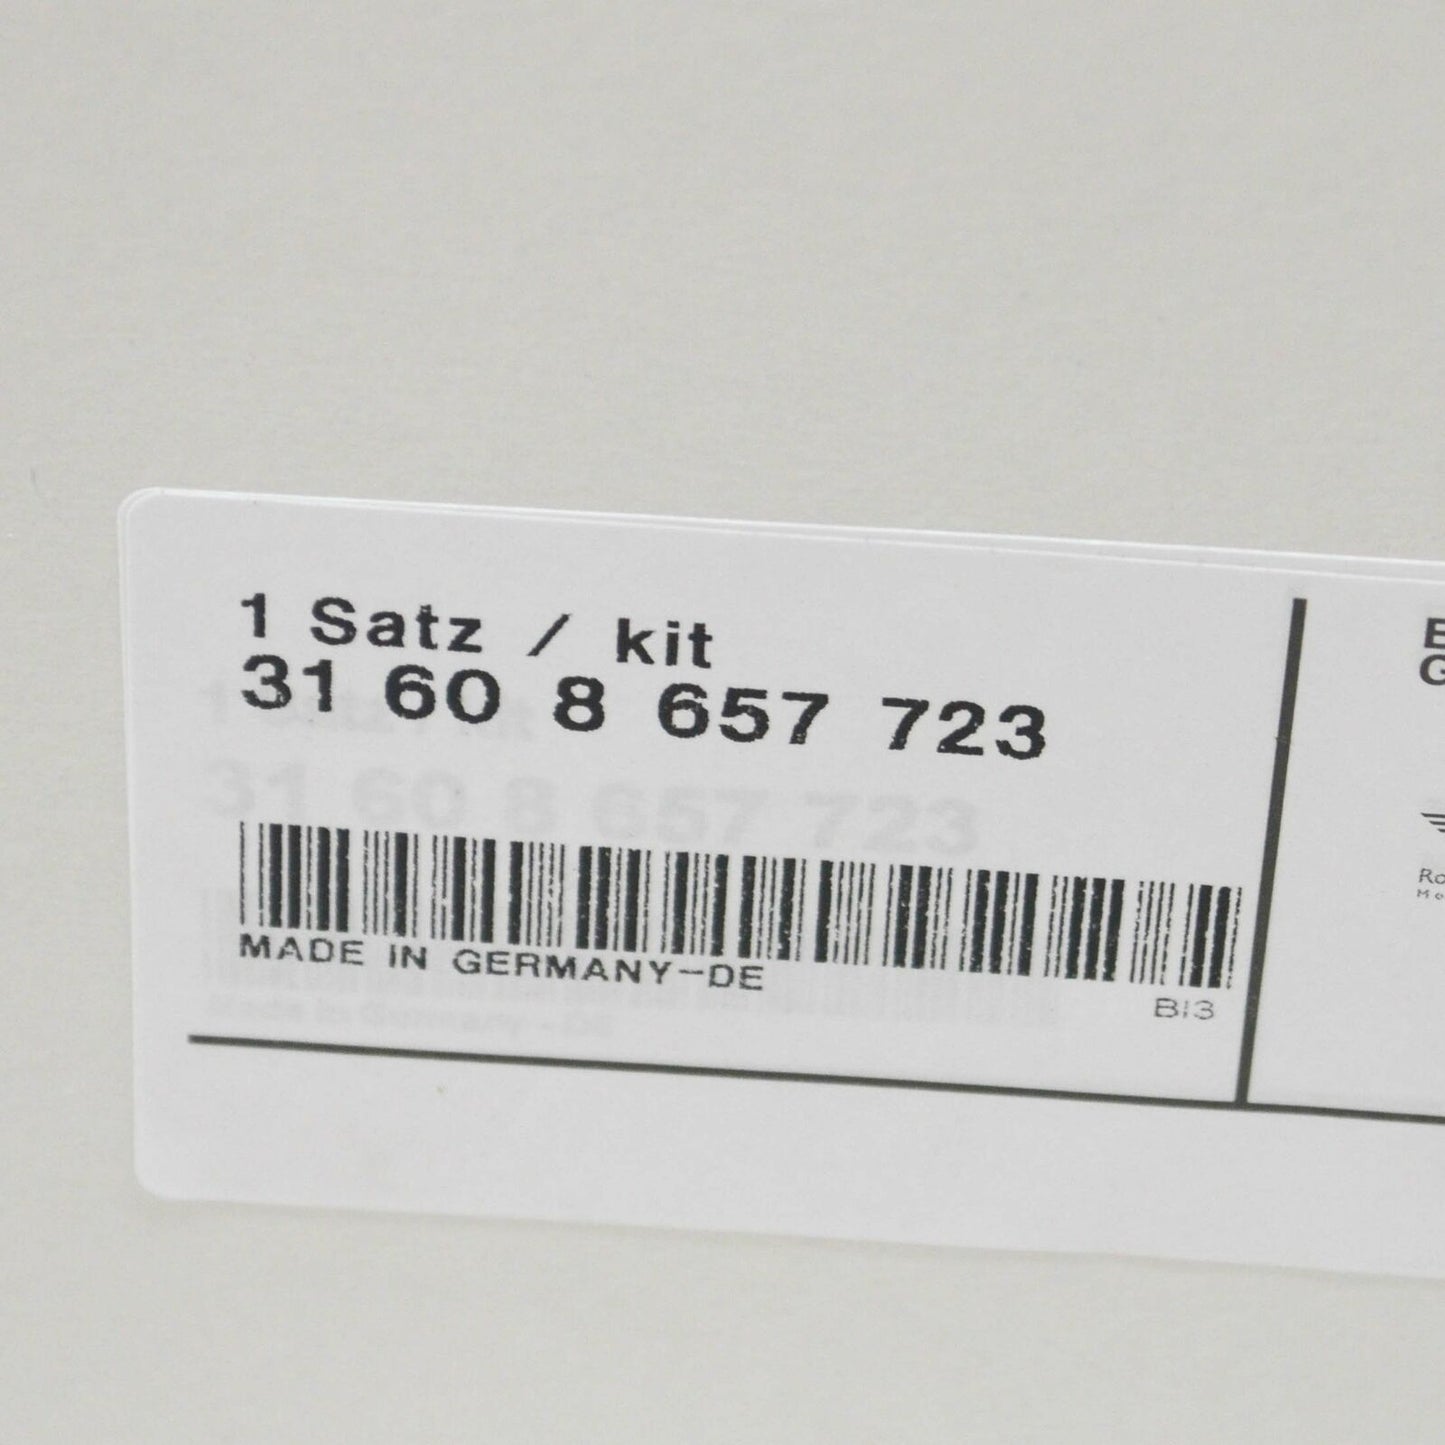 1 Satz / kit
31 60 8 657 723
MADE IN GERMANY-DE
BI3